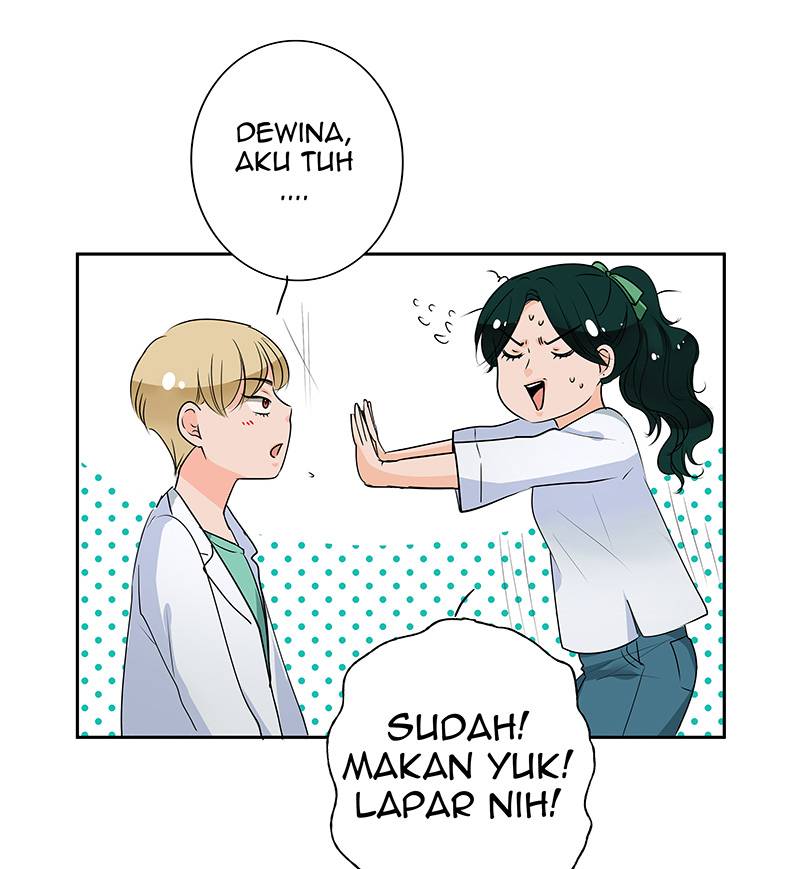 DEWINA,
AKU TUH
....
SUDAH!
MAKAN YUK!
LAPAR NIH!